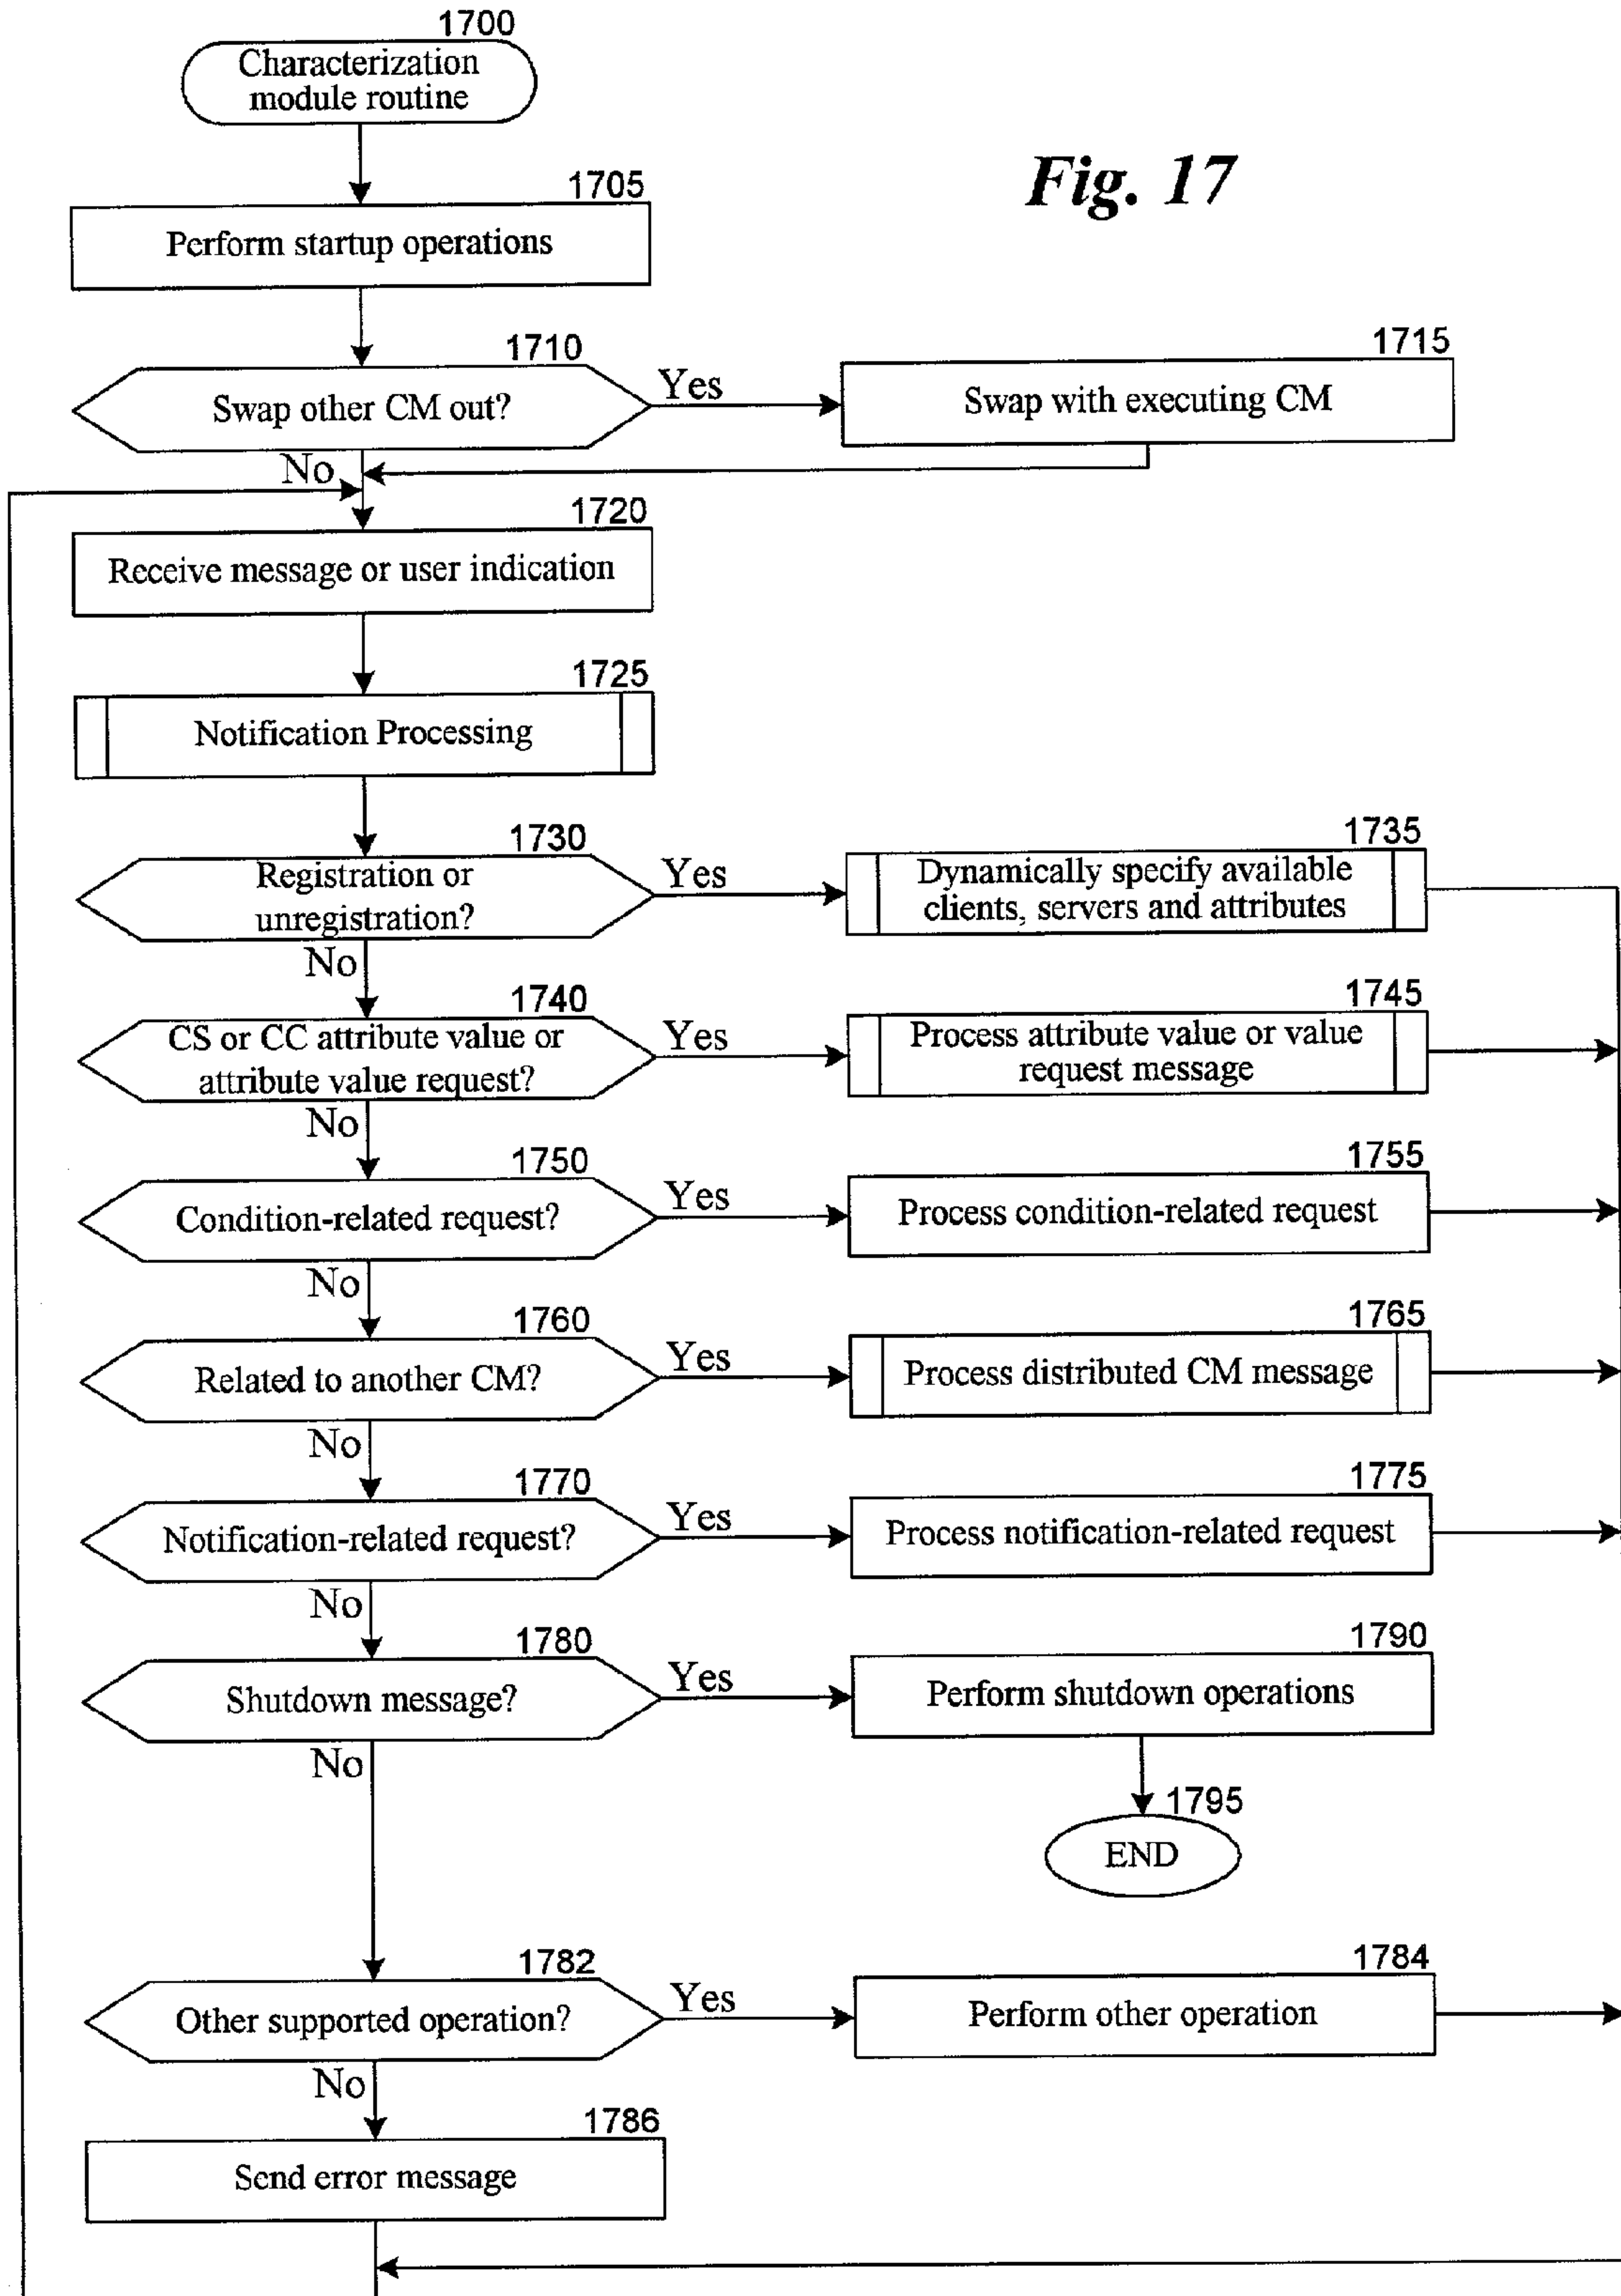 1700
Characterization
module routine
Fig. 17
1705
Perform startup operations
1710
Swap other CM out?
Yes
1715
Swap with executing CM
No
1720
Receive message or user indication
1725
Notification Processing
1730
Registration or
unregistration?
Yes
1735
Dynamically specify available
clients, servers and attributes
No
1740
CS or CC attribute value or
attribute value request?
Yes
1745
Process attribute value or value
request message
No
1750
Condition-related request?
Yes
1755
Process condition-related request
No
1760
Related to another CM?
Yes
1765
Process distributed CM message
No
1770
Notification-related request?
Yes
1775
Process notification-related request
No
1780
Shutdown message?
Yes
1790
Perform shutdown operations
No
1795
END
1782
Other supported operation?
Yes
1784
Perform other operation
No
1786
Send error message